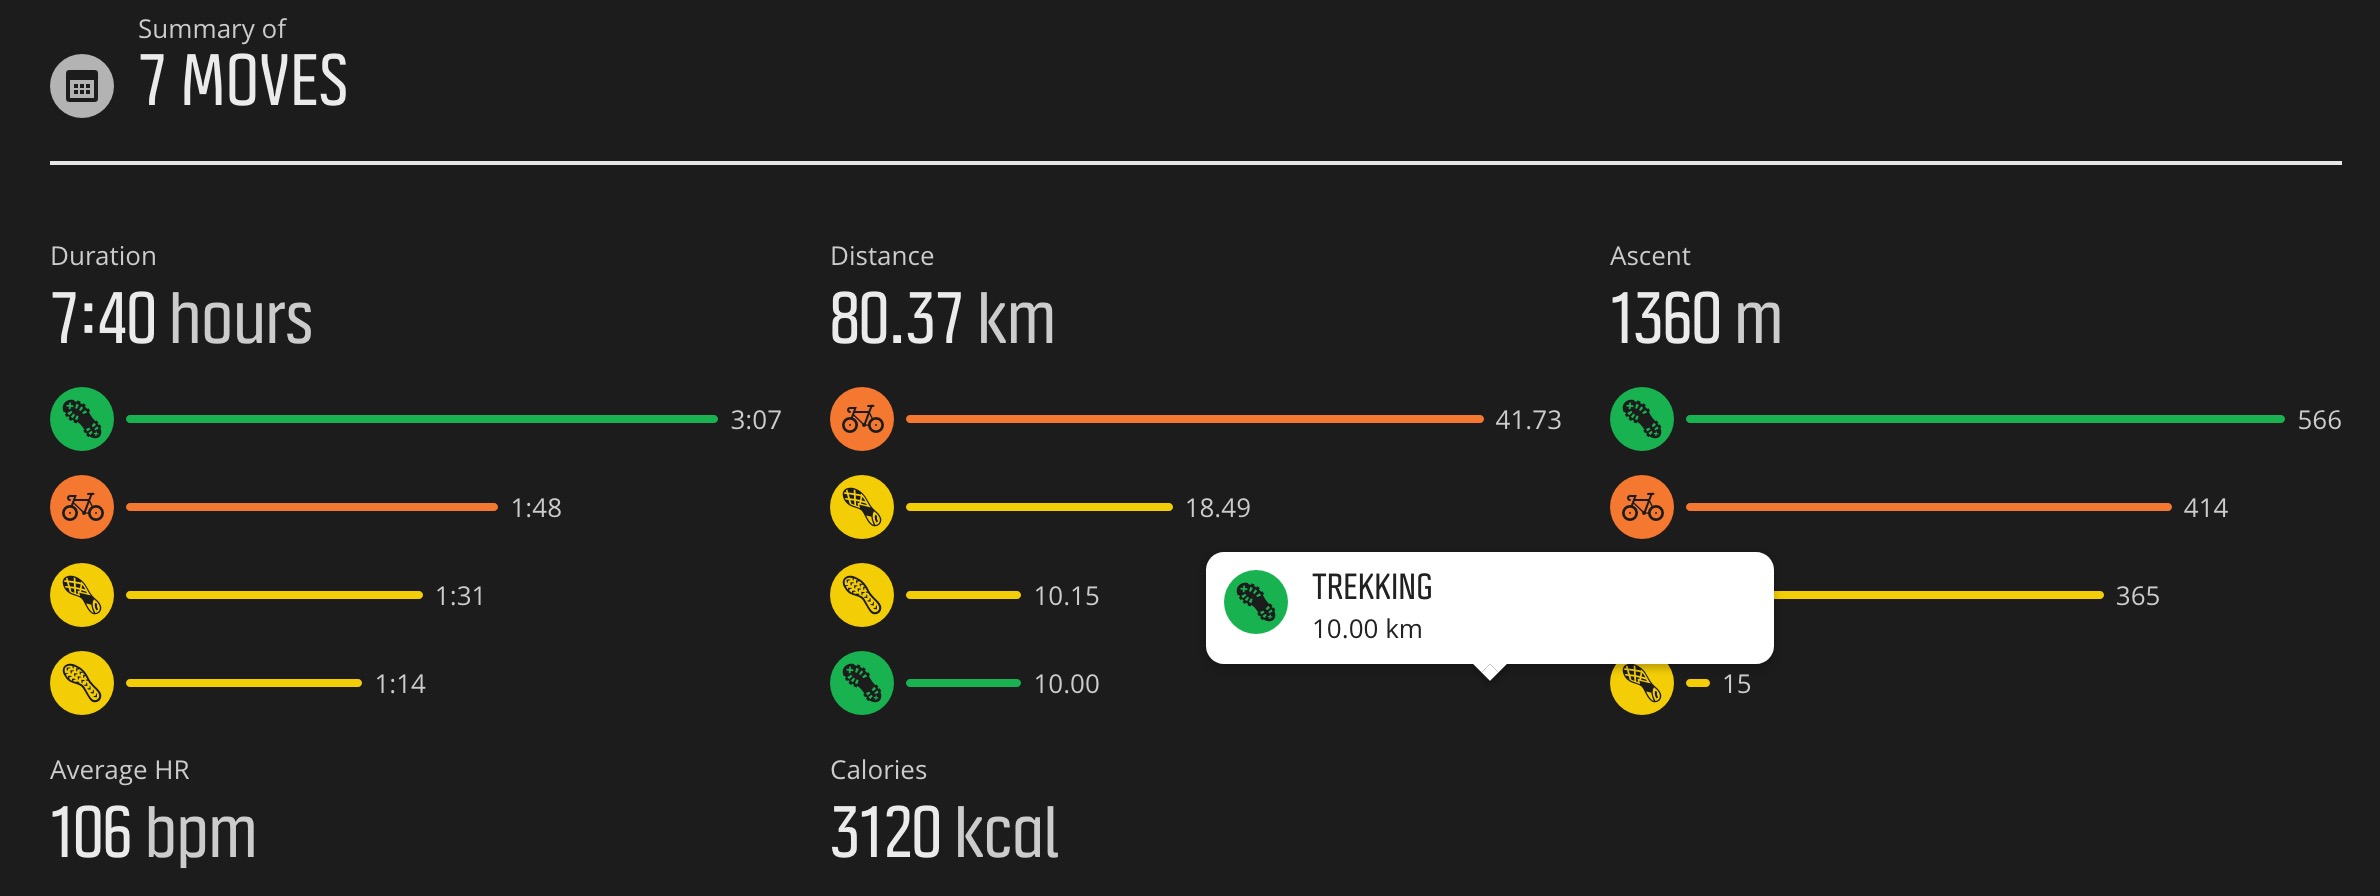 Summary of
7 MOVES
Duration
7:40 hours
3:07
1:48
1:31
1:14
Distance
80.37 km
41.73
18.49
10.15
10.00
TREKKING
10.00 km
Ascent
1360 m
566
414
365
15
Average HR
106 bpm
Calories
3120 kcal